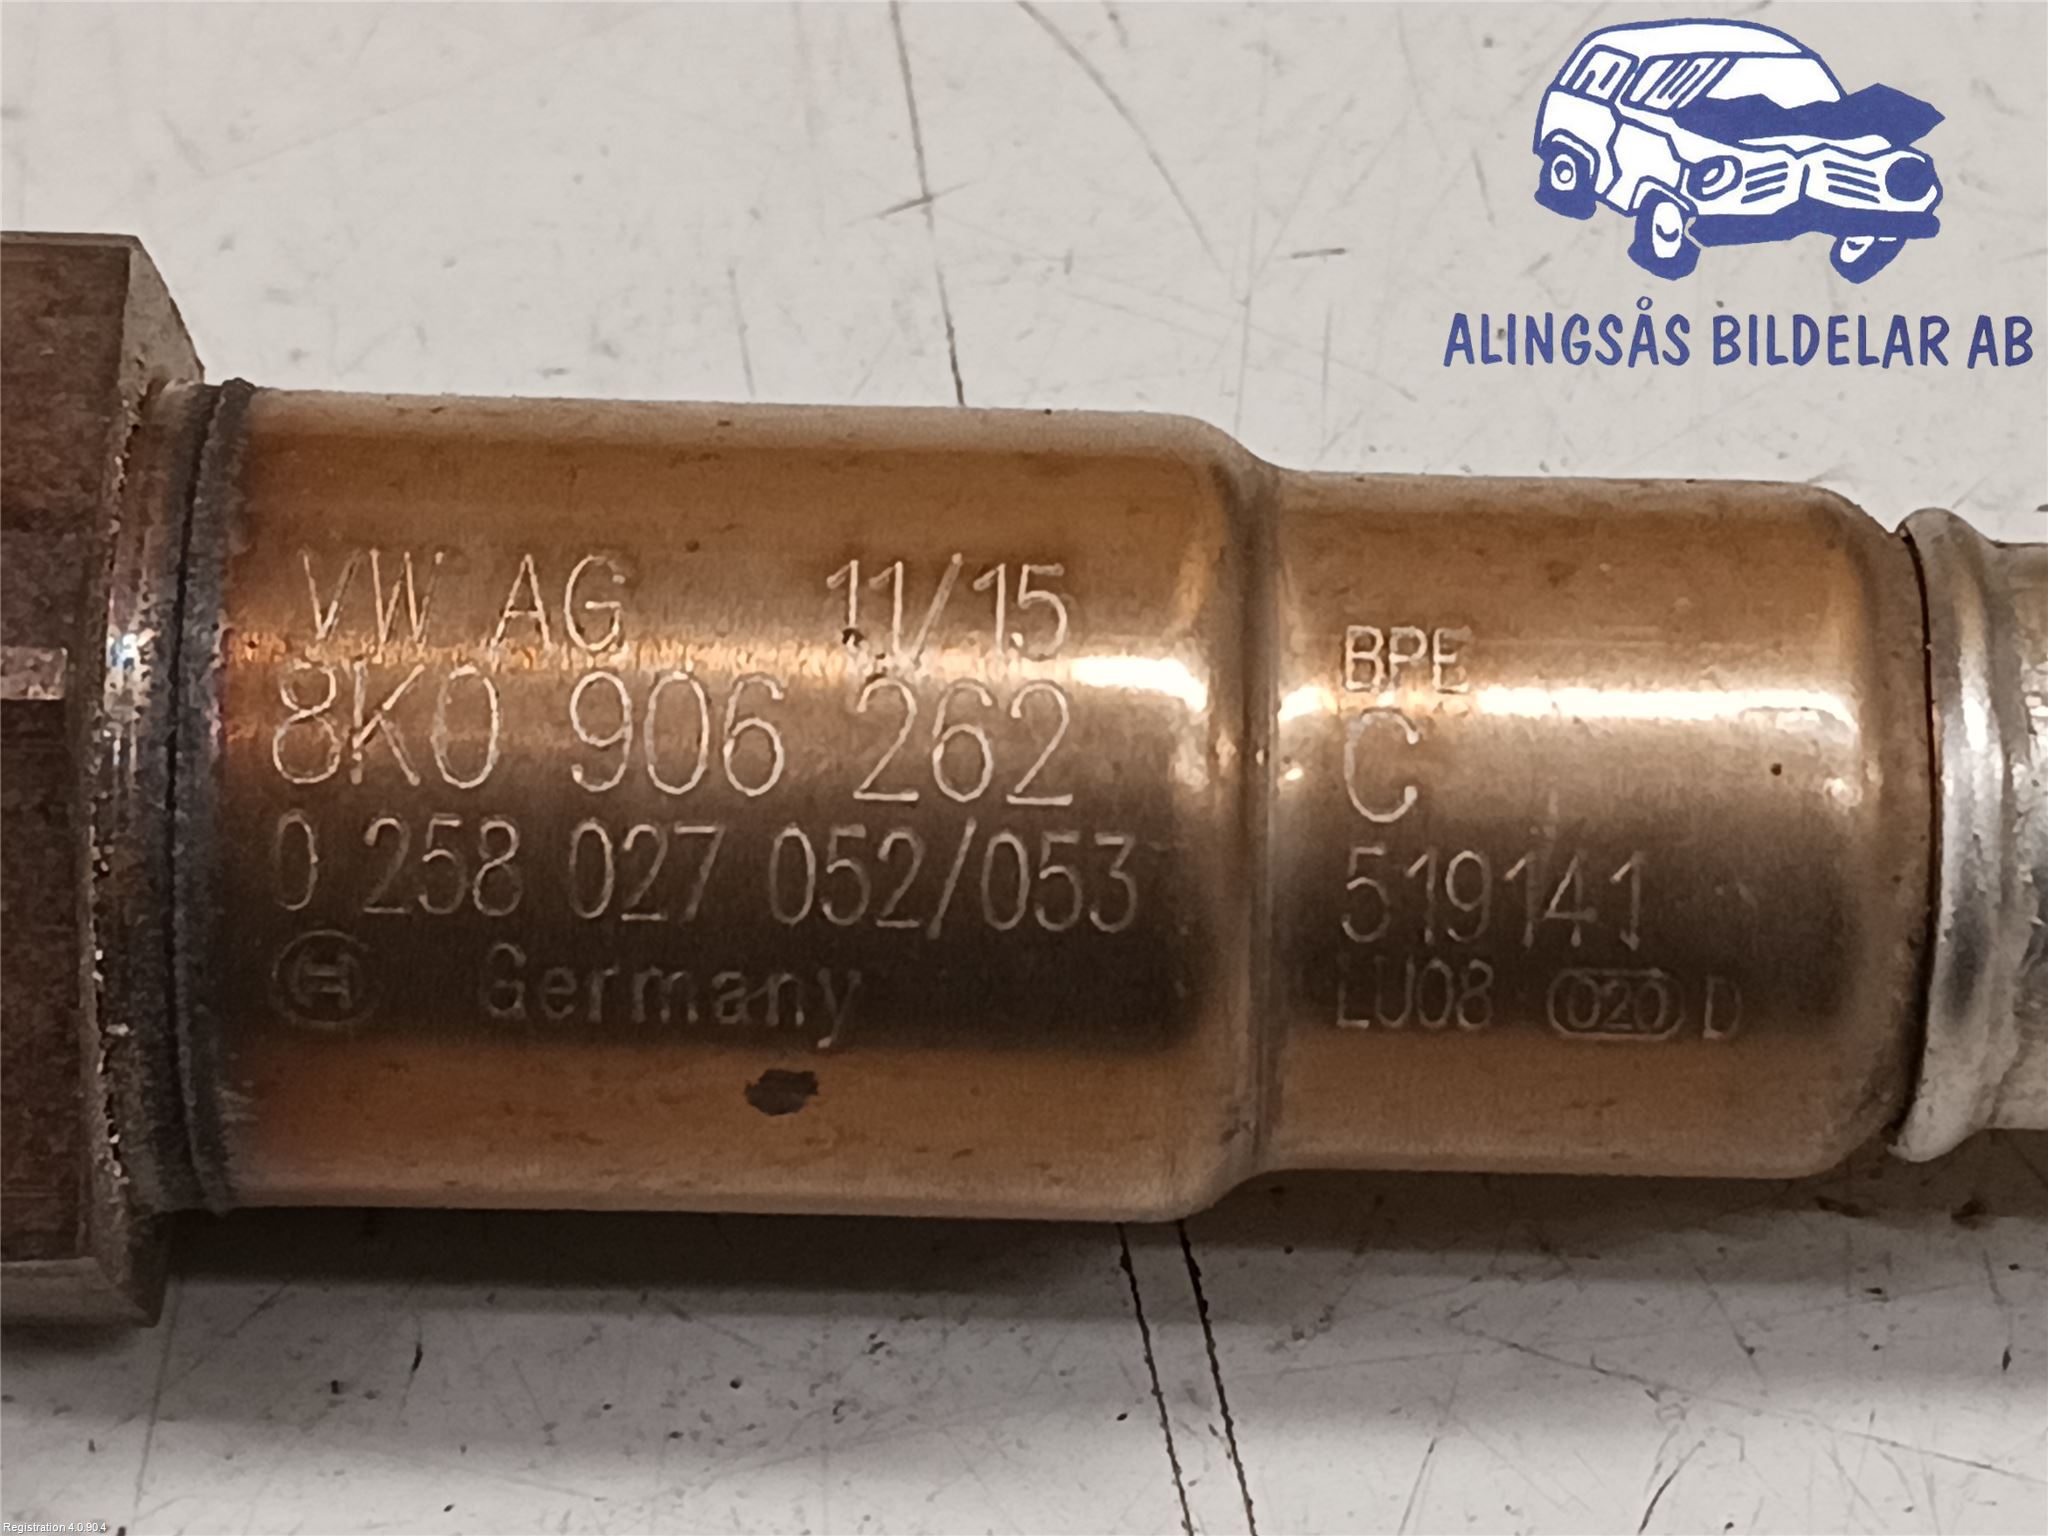 ALINGSÅS BILDELAR AB
VW AG 11/15
8K0 906 262
0 258 027 052/053
Germany
BPE
C
519141
LU08 020 D
Registration 4.0.90.4